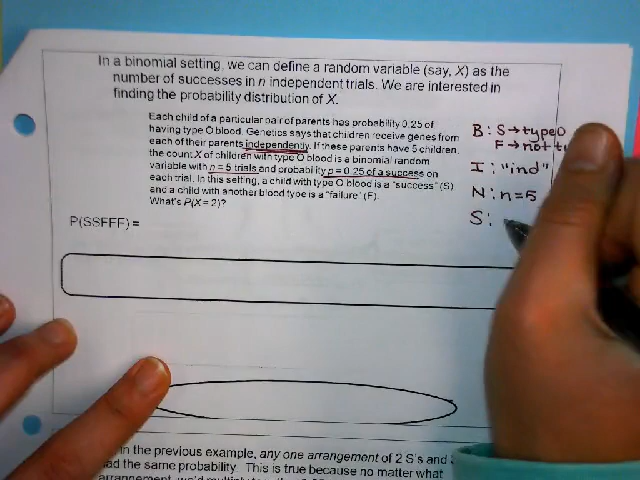 In a binomial setting, we can define a random variable (say, X) as the
number of successes in n independent trials. We are interested in
finding the probability distribution of X.
Each child of a particular pair of parents has probability 0.25 of
having type O blood. Genetics says that children receive genes from
each of their parents independently. If these parents have 5 children,
the count X of children with type O blood is a binomial random
variable with n = 5 trials and probability p = 0.25 of a success on
each trial. In this setting, a child with type O blood is a "success" (S)
and a child with another blood type is a "failure" (F).
What's P(X = 2)?
B: S→type O
F→not
I: "ind"
N: n=5
S:
P(SSFFF) =
in the previous example, any one arrangement of 2 S's and
had the same probability. This is true because no matter what
arrangement, we'd multiply